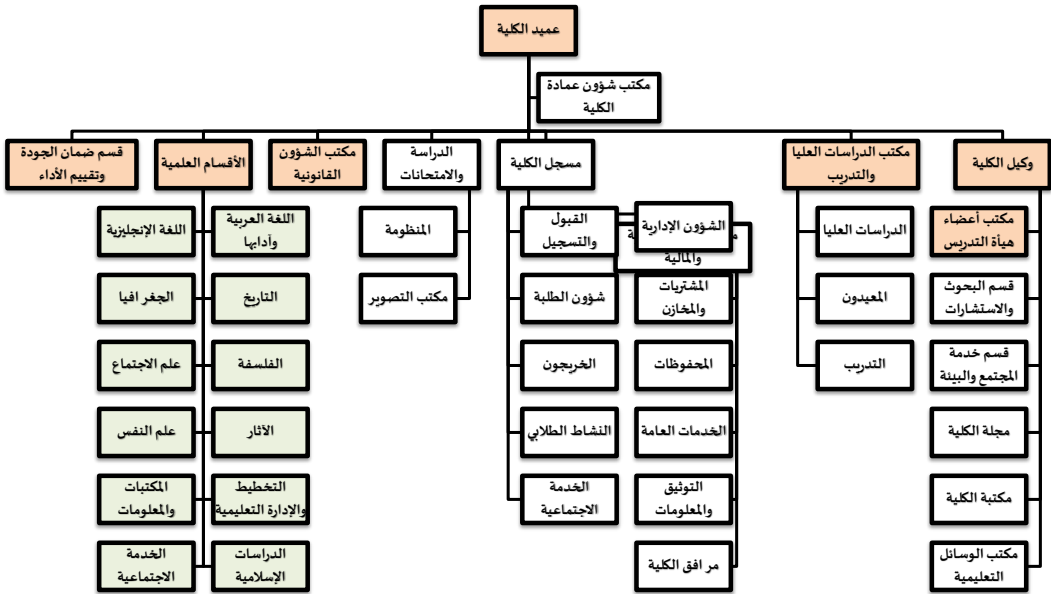 عميد الكلية
مكتب شؤون عمادة
الكلية
وكيل الكلية
مكتب الدراسات العليا
والتدريب
مسجل الكلية
الدراسة
والامتحانات
مكتب الشؤون
القانونية
الأقسام العلمية
قسم ضمان الجودة
وتقييم الأداء
مكتب أعضاء
هيأة التدريس
قسم البحوث
والاستشارات
قسم خدمة
المجتمع والبيئة
مجلة الكلية
مكتبة الكلية
مكتب الوسائل
التعليمية
الدراسات العليا
المعيدون
التدريب
الشؤون الإدارية
والمالية
المشتريات
والمخازن
المحفوظات
الخدمات العامة
التوثيق
والمعلومات
مرافق الكلية
القبول
والتسجيل
شؤون الطلبة
الخريجون
النشاط الطلابي
الخدمة
الاجتماعية
المنظومة
مكتب التصوير
اللغة العربية
وآدابها
التاريخ
الفلسفة
الآثار
التخطيط
والإدارة التعليمية
الدراسات
الإسلامية
اللغة الإنجليزية
الجغرافيا
علم الاجتماع
علم النفس
المكتبات
والمعلومات
الخدمة
الاجتماعية